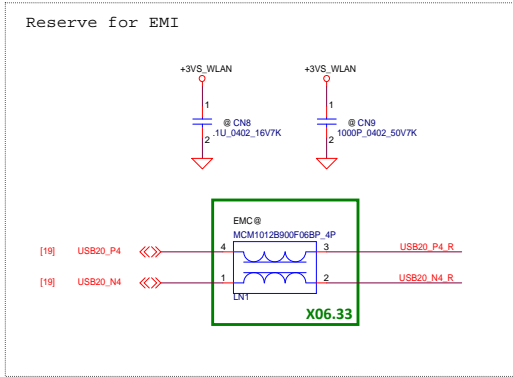 Reserve for EMI
+3VS_WLAN +3VS_WLAN
1 1
@ CN8 @ CN9
.1U_0402_16V7K 1000P_0402_50V7K
2 2
EMC@
MCM1012B900F06BP_4P
[19] USB20_P4 4 3 USB20_P4_R
[19] USB20_N4 1 2 USB20_N4_R
LN1
X06.33